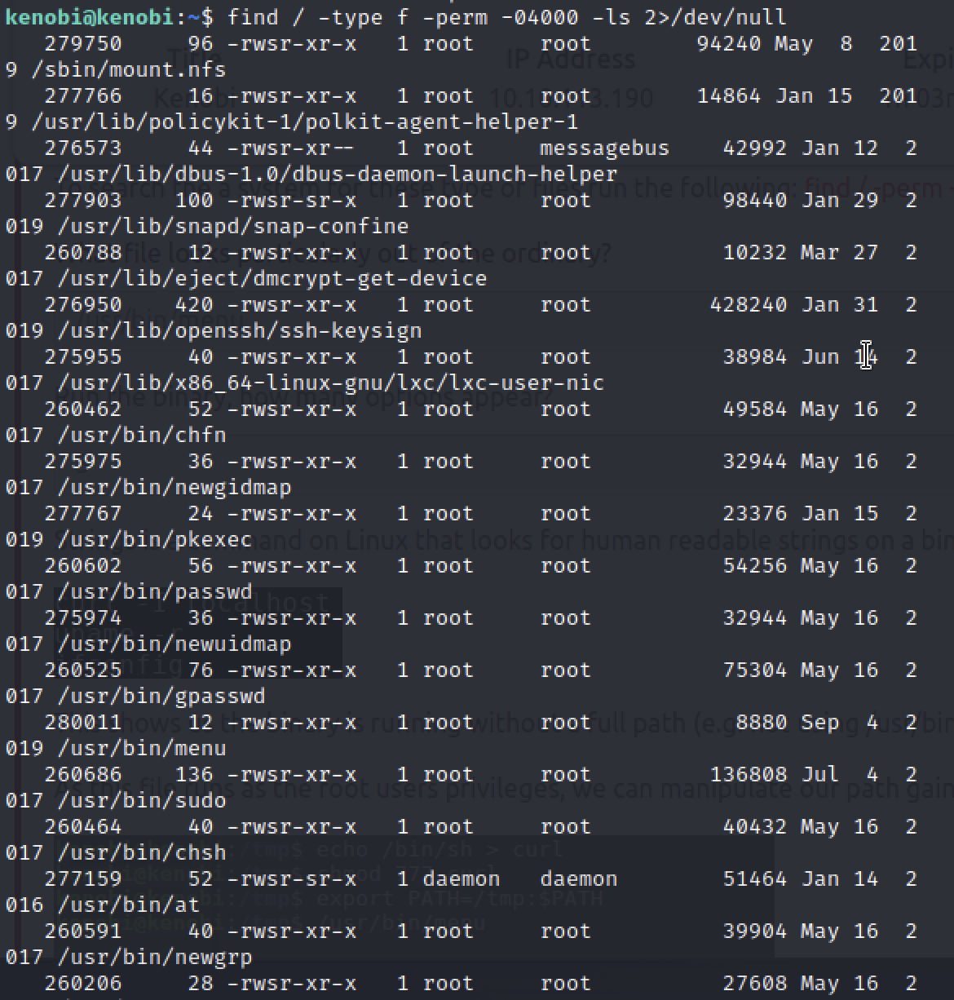 kenobi@kenobi:~$ find / -type f -perm -04000 -ls 2>/dev/null
   279750     96 -rwsr-xr-x   1 root     root        94240 May  8  201
9 /sbin/mount.nfs
   277766     16 -rwsr-xr-x   1 root     root        14864 Jan 15  201
9 /usr/lib/policykit-1/polkit-agent-helper-1
   276573     44 -rwsr-xr--   1 root     messagebus    42992 Jan 12  2
017 /usr/lib/dbus-1.0/dbus-daemon-launch-helper
   277903    100 -rwsr-sr-x   1 root     root          98440 Jan 29  2
019 /usr/lib/snapd/snap-confine
   260788     12 -rwsr-xr-x   1 root     root          10232 Mar 27  2
017 /usr/lib/eject/dmcrypt-get-device
   276950    420 -rwsr-xr-x   1 root     root         428240 Jan 31  2
019 /usr/lib/openssh/ssh-keysign
   275955     40 -rwsr-xr-x   1 root     root          38984 Jun 14  2
017 /usr/lib/x86_64-linux-gnu/lxc/lxc-user-nic
   260462     52 -rwsr-xr-x   1 root     root          49584 May 16  2
017 /usr/bin/chfn
   275975     36 -rwsr-xr-x   1 root     root          32944 May 16  2
017 /usr/bin/newgidmap
   277767     24 -rwsr-xr-x   1 root     root          23376 Jan 15  2
019 /usr/bin/pkexec
   260602     56 -rwsr-xr-x   1 root     root          54256 May 16  2
017 /usr/bin/passwd
   275974     36 -rwsr-xr-x   1 root     root          32944 May 16  2
017 /usr/bin/newuidmap
   260525     76 -rwsr-xr-x   1 root     root          75304 May 16  2
017 /usr/bin/gpasswd
   280011     12 -rwsr-xr-x   1 root     root           8880 Sep  4  2
019 /usr/bin/menu
   260686    136 -rwsr-xr-x   1 root     root         136808 Jul  4  2
017 /usr/bin/sudo
   260464     40 -rwsr-xr-x   1 root     root          40432 May 16  2
017 /usr/bin/chsh
   277159     52 -rwsr-sr-x   1 daemon   daemon        51464 Jan 14  2
016 /usr/bin/at
   260591     40 -rwsr-xr-x   1 root     root          39904 May 16  2
017 /usr/bin/newgrp
   260206     28 -rwsr-xr-x   1 root     root          27608 May 16  2